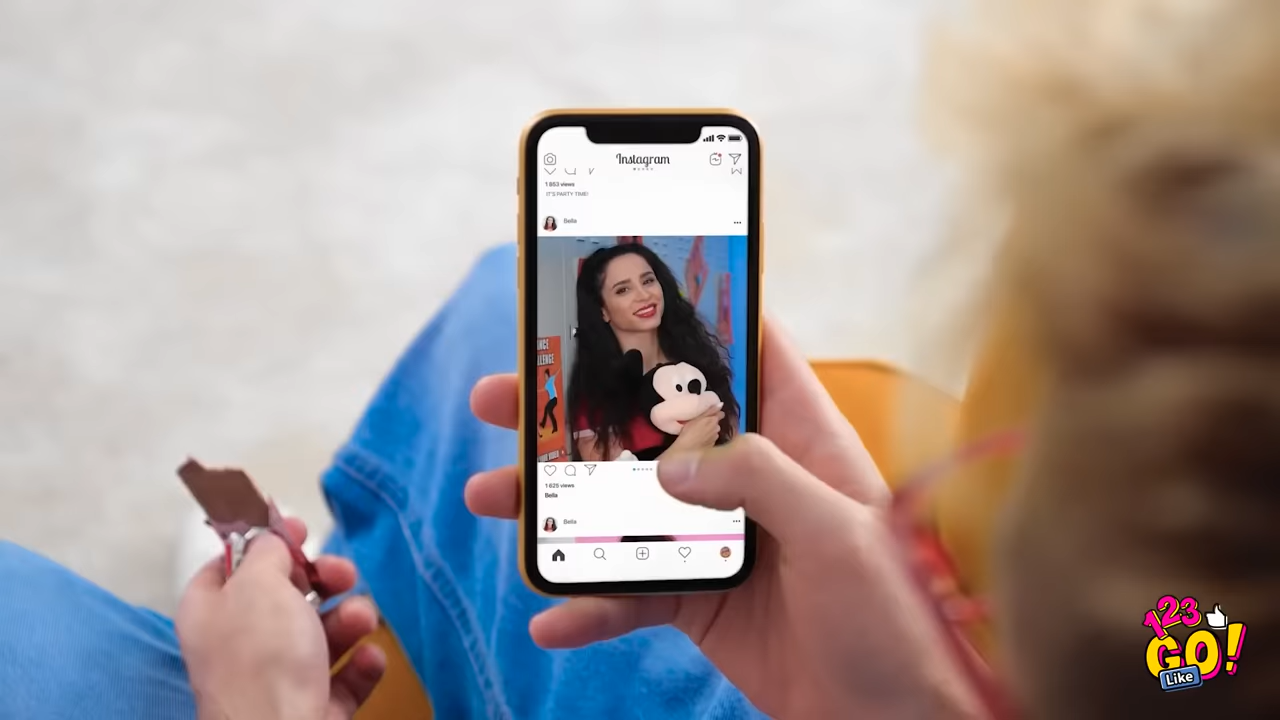 Instagram
1 853 views
IT'S PARTY TIME!
Bella
1 625 views
Bella
Bella
123
GO!
Like